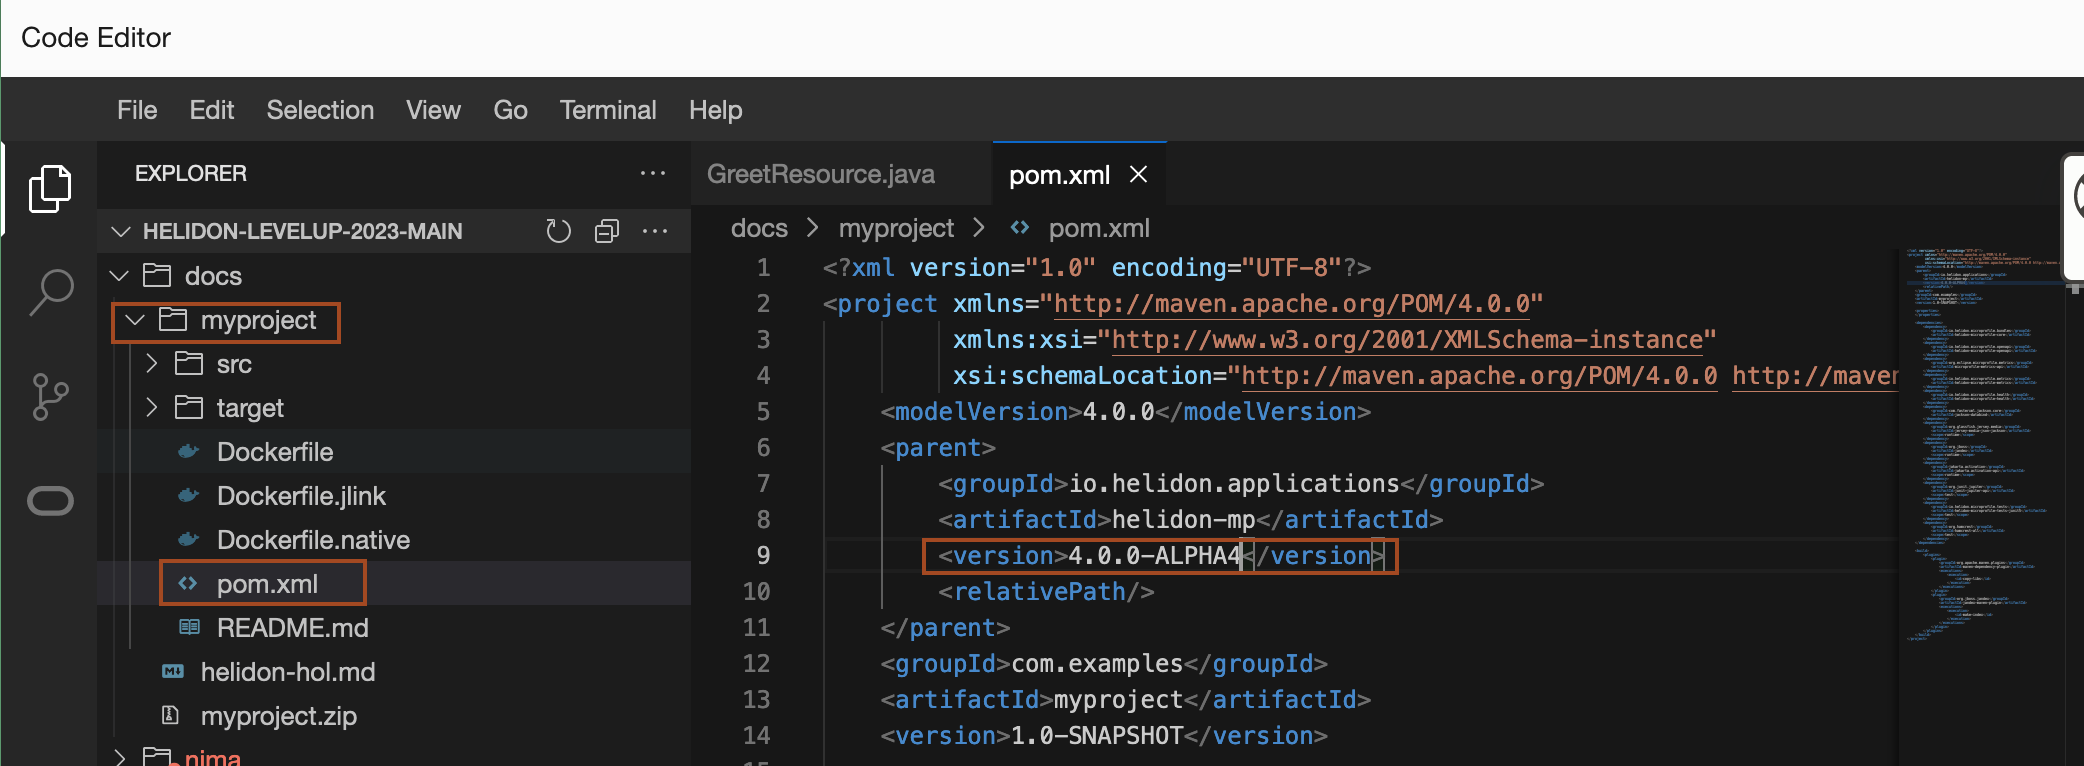 Code Editor
File Edit Selection View Go Terminal Help
EXPLORER
HELIDON-LEVELUP-2023-MAIN
docs
myproject
src
target
Dockerfile
Dockerfile.jlink
Dockerfile.native
pom.xml
README.md
helidon-hol.md
myproject.zip
nima
GreetResource.java pom.xml
docs > myproject > pom.xml
1 <?xml version="1.0" encoding="UTF-8"?>
2 <project xmlns="http://maven.apache.org/POM/4.0.0"
3 xmlns:xsi="http://www.w3.org/2001/XMLSchema-instance"
4 xsi:schemaLocation="http://maven.apache.org/POM/4.0.0 http://maven
5 <modelVersion>4.0.0</modelVersion>
6 <parent>
7 <groupId>io.helidon.applications</groupId>
8 <artifactId>helidon-mp</artifactId>
9 <version>4.0.0-ALPHA4</version>
10 <relativePath/>
11 </parent>
12 <groupId>com.examples</groupId>
13 <artifactId>myproject</artifactId>
14 <version>1.0-SNAPSHOT</version>